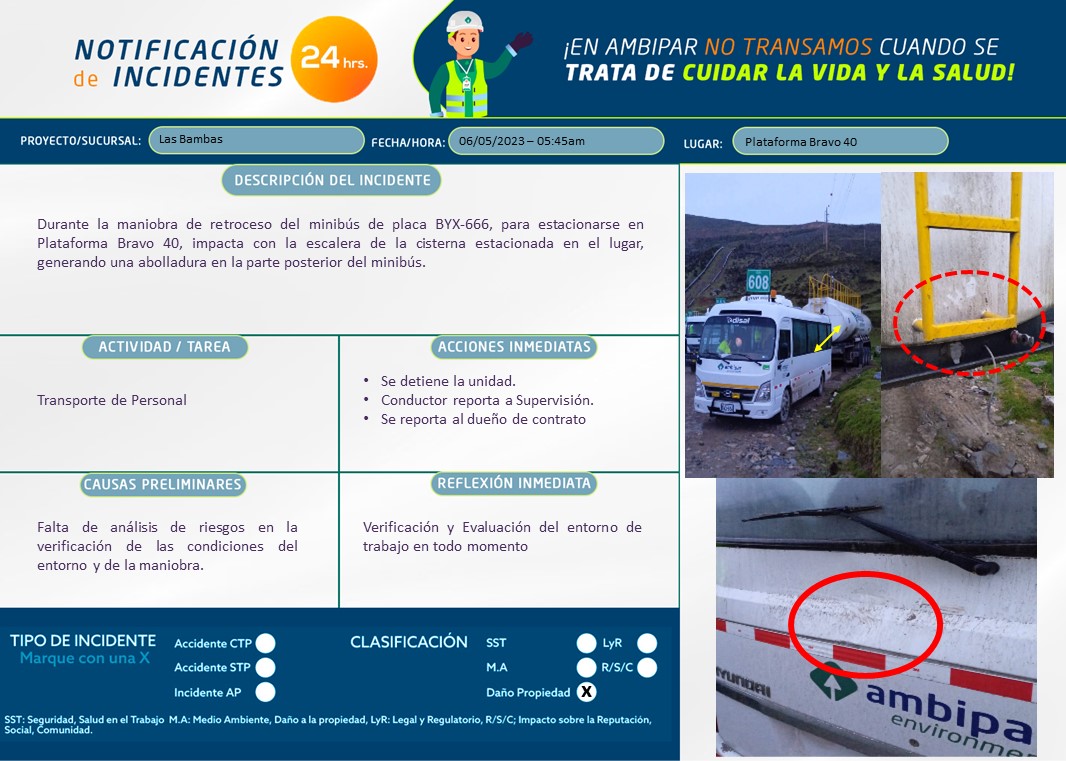 NOTIFICACIÓN
de INCIDENTES
24 hrs.
¡EN AMBIPAR NO TRANSAMOS CUANDO SE
TRATA DE CUIDAR LA VIDA Y LA SALUD!
PROYECTO/SUCURSAL: Las Bambas FECHA/HORA: 06/05/2023 – 05:45am LUGAR: Plataforma Bravo 40
DESCRIPCIÓN DEL INCIDENTE
Durante la maniobra de retroceso del minibús de placa BYX-666, para estacionarse en
Plataforma Bravo 40, impacta con la escalera de la cisterna estacionada en el lugar,
generando una abolladura en la parte posterior del minibús.
ACTIVIDAD / TAREA
Transporte de Personal
ACCIONES INMEDIATAS
• Se detiene la unidad.
• Conductor reporta a Supervisión.
• Se reporta al dueño de contrato
CAUSAS PRELIMINARES
Falta de análisis de riesgos en la
verificación de las condiciones del
entorno y de la maniobra.
REFLEXIÓN INMEDIATA
Verificación y Evaluación del entorno de
trabajo en todo momento
608
disal
HYUNDAI
ambipa
environme
TIPO DE INCIDENTE
Marque con una X
Accidente CTP
Accidente STP
Incidente AP
CLASIFICACIÓN
SST LyR
M.A R/S/C
Daño Propiedad X
SST: Seguridad, Salud en el Trabajo M.A: Medio Ambiente, Daño a la propiedad, LyR: Legal y Regulatorio, R/S/C; Impacto sobre la Reputación,
Social, Comunidad.